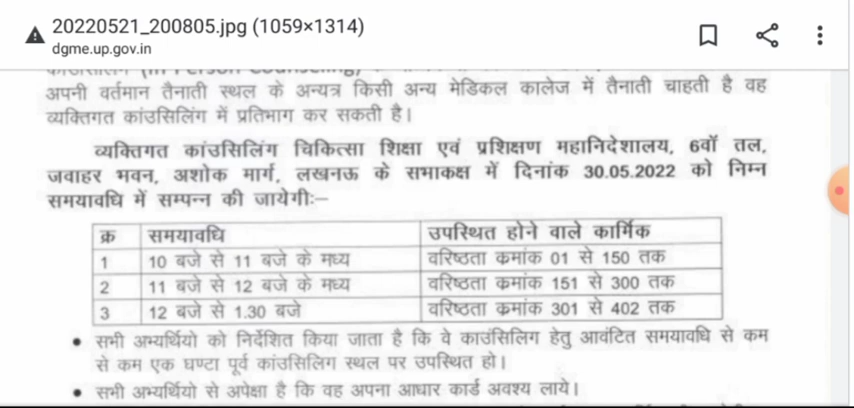 20220521_200805.jpg (1059×1314)
dgme.up.gov.in
अपनी वर्तमान तैनाती स्थल के अन्यत्र किसी अन्य मेडिकल कालेज में तैनाती चाहती है वह
व्यक्तिगत कांउसिलिंग में प्रतिभाग कर सकती है।
व्यक्तिगत कांउसिलिंग चिकित्सा शिक्षा एवं प्रशिक्षण महानिदेशालय, 6वॉ तल,
जवाहर भवन, अशोक मार्ग, लखनऊ के सभाकक्ष में दिनांक 30.05.2022 को निम्न
समयावधि में सम्पन्न की जायेगीः–
क्र समयावधि उपस्थित होने वाले कार्मिक
1 10 बजे से 11 बजे के मध्य वरिष्ठता कमांक 01 से 150 तक
2 11 बजे से 12 बजे के मध्य वरिष्ठता कमांक 151 से 300 तक
3 12 बजे से 1.30 बजे वरिष्ठता कमांक 301 से 402 तक
• सभी अभ्यर्थियो को निर्देशित किया जाता है कि वे काउंसिलिग हेतु आवंटित समयावधि से कम
से कम एक घण्टा पूर्व कांउसिलिग स्थल पर उपस्थित हो।
• सभी अभ्यर्थियो से अपेक्षा है कि वह अपना आधार कार्ड अवश्य लाये।